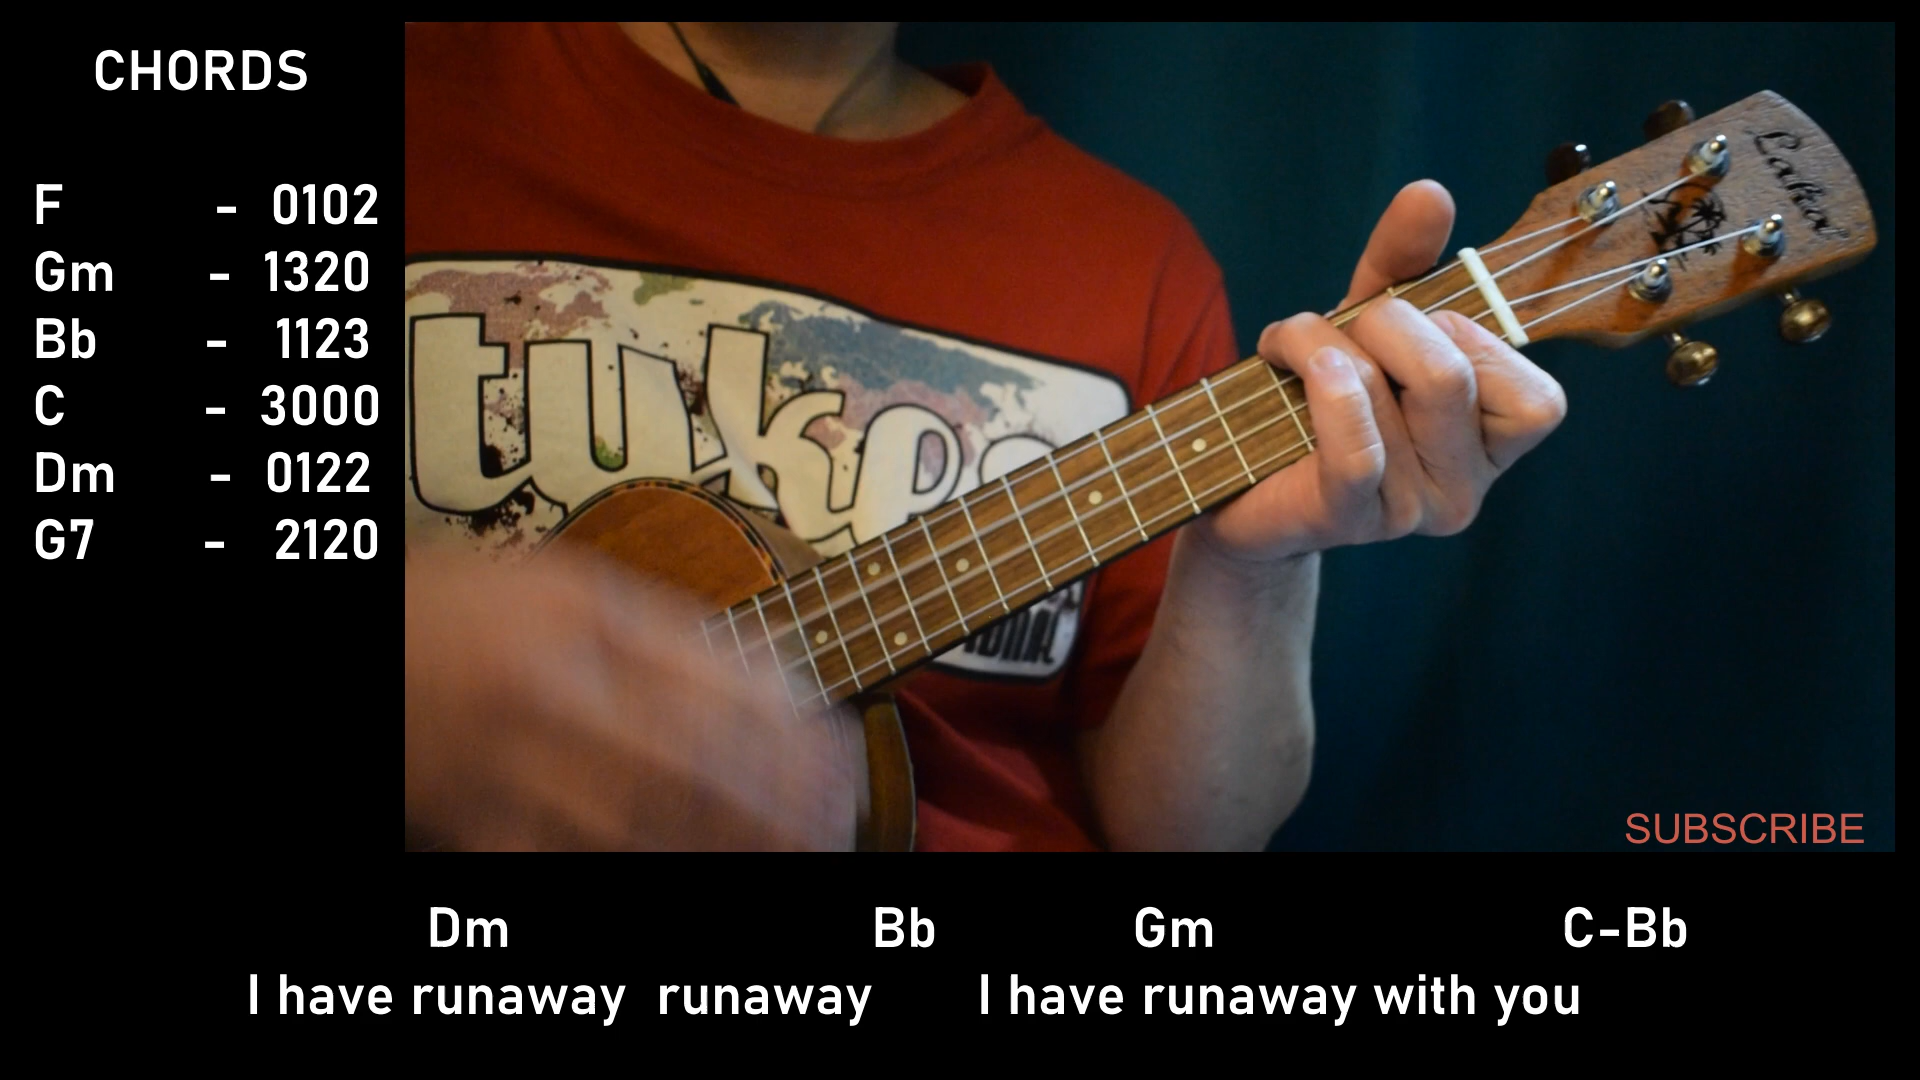 CHORDS
F - 0102
Gm - 1320
Bb - 1123
C - 3000
Dm - 0122
G7 - 2120
Laka
SUBSCRIBE
Dm Bb Gm C-Bb
I have runaway runaway I have runaway with you